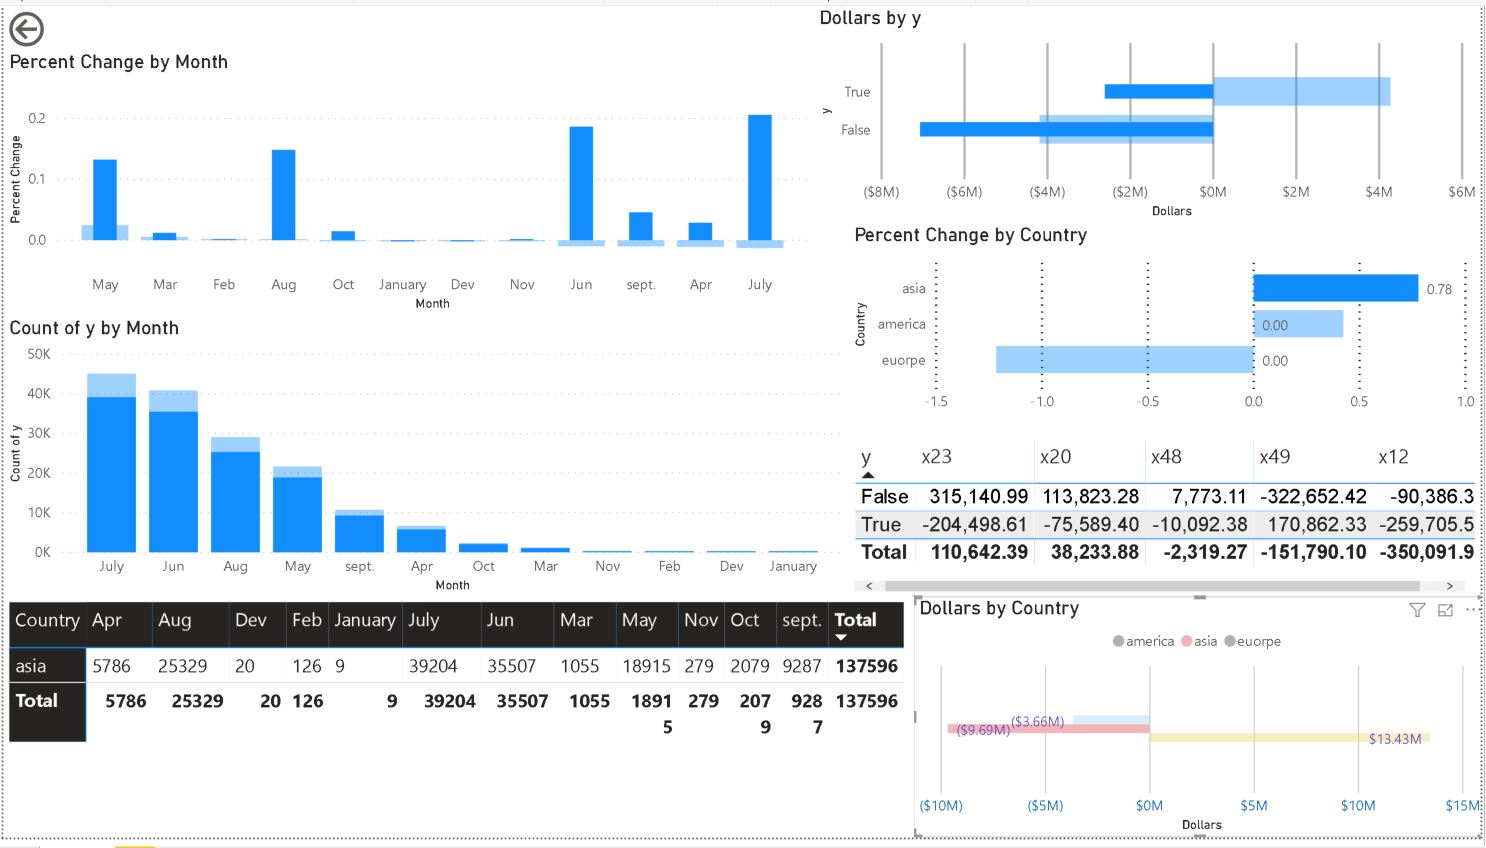 Percent Change by Month
Percent Change
0.2
0.1
0.0
May Mar Feb Aug Oct January Dev Nov Jun sept. Apr July
Month
Count of y by Month
Count of y
50K
40K
30K
20K
10K
0K
July Jun Aug May sept. Apr Oct Mar Nov Feb Dev January
Month
Dollars by y
y
True
False
($8M) ($6M) ($4M) ($2M) $0M $2M $4M $6M
Dollars
Percent Change by Country
Country
asia 0.78
america 0.00
euorpe 0.00
-1.5 -1.0 -0.5 0.0 0.5 1.0
y x23 x20 x48 x49 x12
False 315,140.99 113,823.28 7,773.11 -322,652.42 -90,386.3
True -204,498.61 -75,589.40 -10,092.38 170,862.33 -259,705.5
Total 110,642.39 38,233.88 -2,319.27 -151,790.10 -350,091.9
Country Apr Aug Dev Feb January July Jun Mar May Nov Oct sept. Total
asia 5786 25329 20 126 9 39204 35507 1055 18915 279 2079 9287 137596
Total 5786 25329 20 126 9 39204 35507 1055 1891 279 207 928 137596
5 9 7
Dollars by Country
america asia euorpe
($3.66M)
($9.69M)
$13.43M
($10M) ($5M) $0M $5M $10M $15M
Dollars